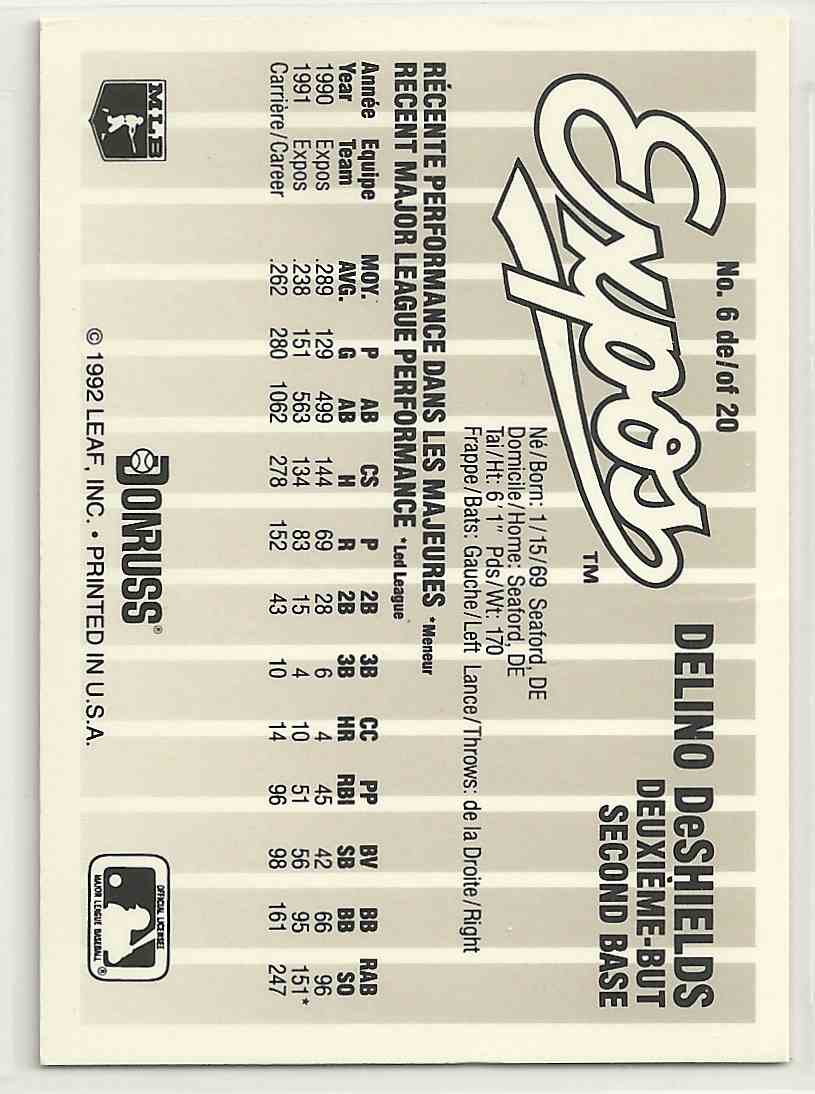 No. 6 de/of 20
Expos™
DELINO DeSHIELDS
DEUXIÈME-BUT
SECOND BASE
Né/Born: 1/15/69 Seaford, DE
Domicile/Home: Seaford, DE
Tai/Ht: 6'1" Pds/Wt: 170
Frappe/Bats: Gauche/Left Lance/Throws: de la Droite/Right
RÉCENTE PERFORMANCE DANS LES MAJEURES *Meneur
RECENT MAJOR LEAGUE PERFORMANCE *Led League
Année Equipe MOY. P AB CS P 2B 3B CC PP BV BB RAB
Year Team AVG. G AB H R 2B 3B HR RBI SB BB SO
1990 Expos .289 129 499 144 69 28 6 4 45 42 66 96
1991 Expos .238 151 563 134 83 15 4 10 51 56 95 151*
Carrière/Career .262 280 1062 278 152 43 10 14 96 98 161 247
MLB
DONRUSS®
OFFICIAL LICENSEE
MAJOR LEAGUE BASEBALL®
© 1992 LEAF, INC. • PRINTED IN U.S.A.